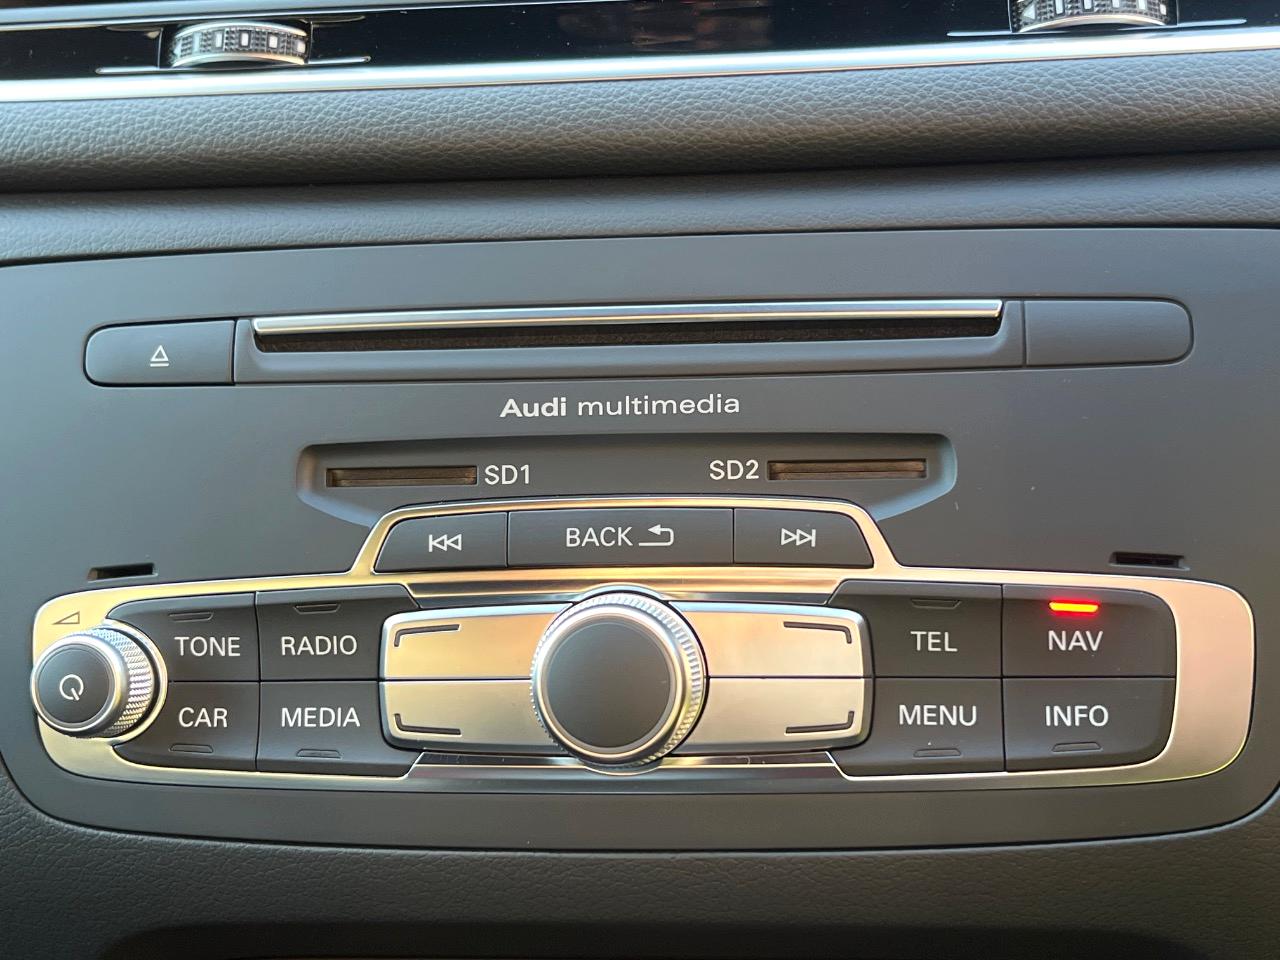 Audi multimedia
SD1 SD2
BACK
TONE RADIO TEL NAV
CAR MEDIA MENU INFO